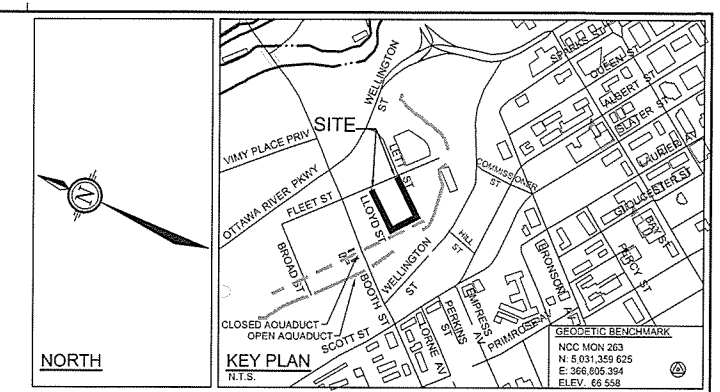 N
NORTH
SPARKS ST
QUEEN ST
ALBERT ST
SLATER ST
LAURIER AV
GLOUCESTER ST
BAY ST
PERCY ST
WELLINGTON
ST
SITE
VIMY PLACE PRIV
LETT ST
COMMISSIONER
ST
OTTAWA RIVER PKWY
FLEET ST
LLOYD ST
BROAD ST
BOOTH ST
WELLINGTON
ST
HILL
ST
BRONSON
AV
CLOSED AQUADUCT
OPEN AQUADUCT
SCOTT ST
LORNE AV
PERKINS
ST
EMPRESS
AV
PRIMROSE AV
KEY PLAN
N.T.S.
GEODETIC BENCHMARK
NCC MON 263
N: 5,031,359 625
E: 366,805.394
ELEV. 66 558